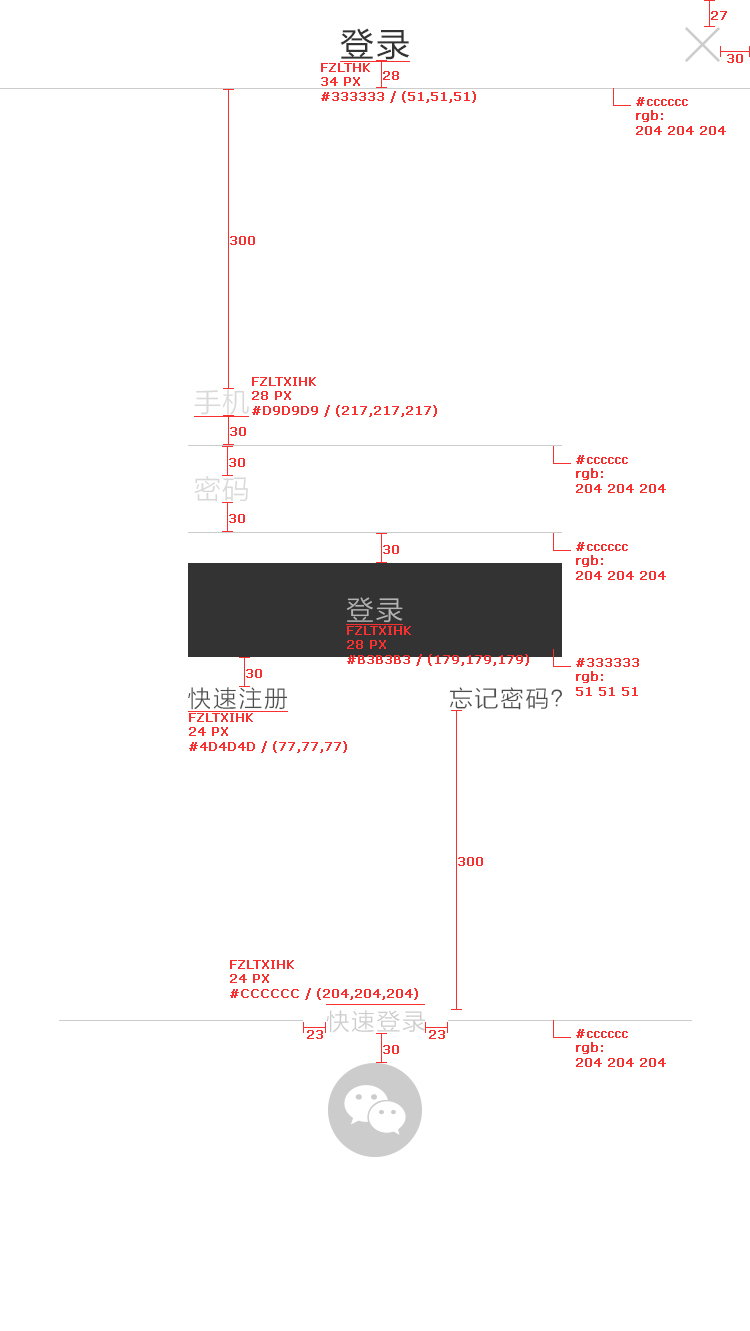 27
登录
30
FZLTHK
28
34 PX
#333333 / (51,51,51)
#cccccc
rgb:
204 204 204
300
FZLTXIHK
28 PX
手机
#D9D9D9 / (217,217,217)
30
30
#cccccc
rgb:
204 204 204
密码
30
30
#cccccc
rgb:
204 204 204
登录
FZLTXIHK
28 PX
#B3B3B3 / (179,179,179)
#333333
rgb:
51 51 51
30
快速注册
忘记密码?
FZLTXIHK
24 PX
#4D4D4D / (77,77,77)
300
FZLTXIHK
24 PX
#CCCCCC / (204,204,204)
快速登录
23
23
30
#cccccc
rgb:
204 204 204